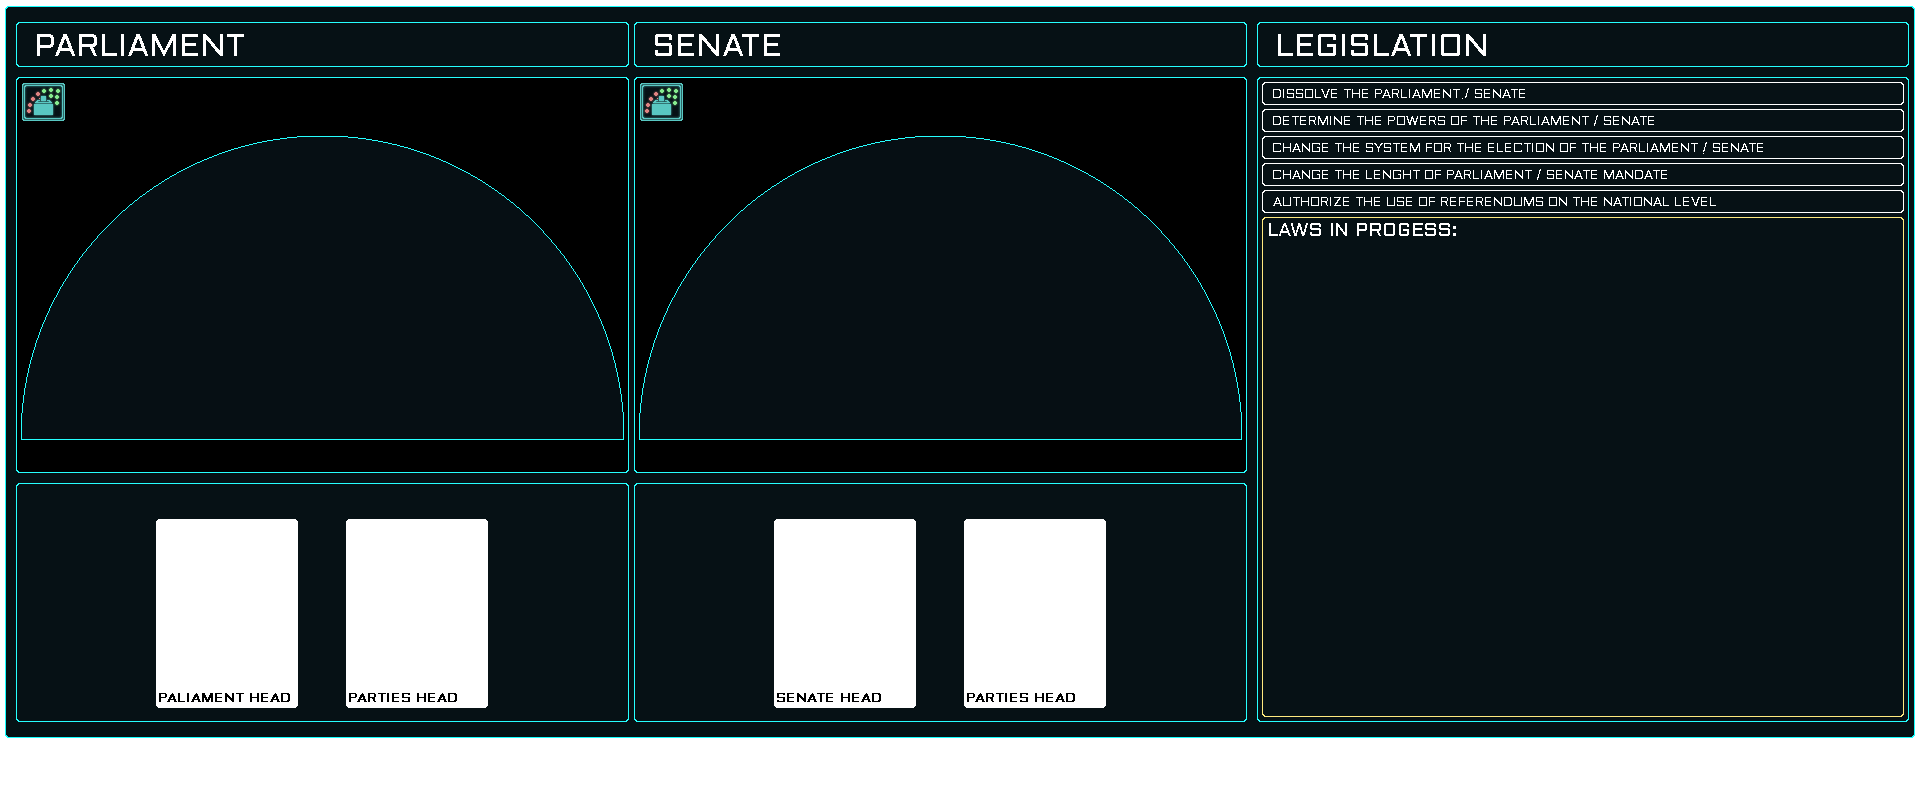 PARLIAMENT
SENATE
LEGISLATION
DISSOLVE THE PARLIAMENT / SENATE
DETERMINE THE POWERS OF THE PARLIAMENT / SENATE
CHANGE THE SYSTEM FOR THE ELECTION OF THE PARLIAMENT / SENATE
CHANGE THE LENGHT OF PARLIAMENT / SENATE MANDATE
AUTHORIZE THE USE OF REFERENDUMS ON THE NATIONAL LEVEL
LAWS IN PROGESS:
PALIAMENT HEAD
PARTIES HEAD
SENATE HEAD
PARTIES HEAD